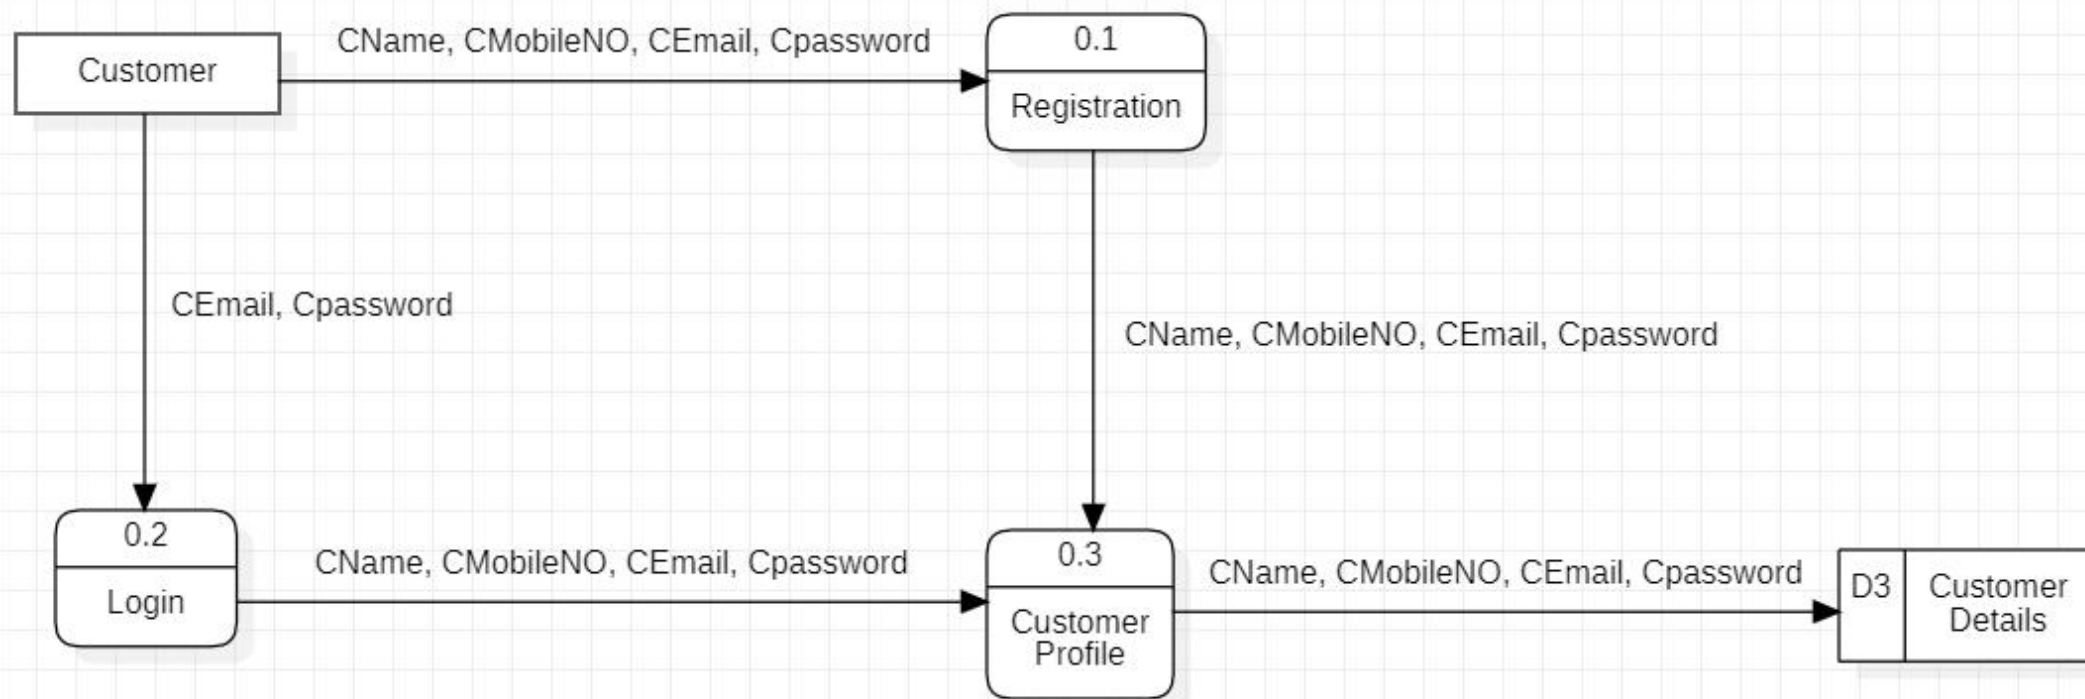 CName, CMobileNO, CEmail, Cpassword
0.1
Customer
Registration
CEmail, Cpassword
CName, CMobileNO, CEmail, Cpassword
0.2
Login
CName, CMobileNO, CEmail, Cpassword
0.3
Customer
Profile
CName, CMobileNO, CEmail, Cpassword
D3
Customer
Details